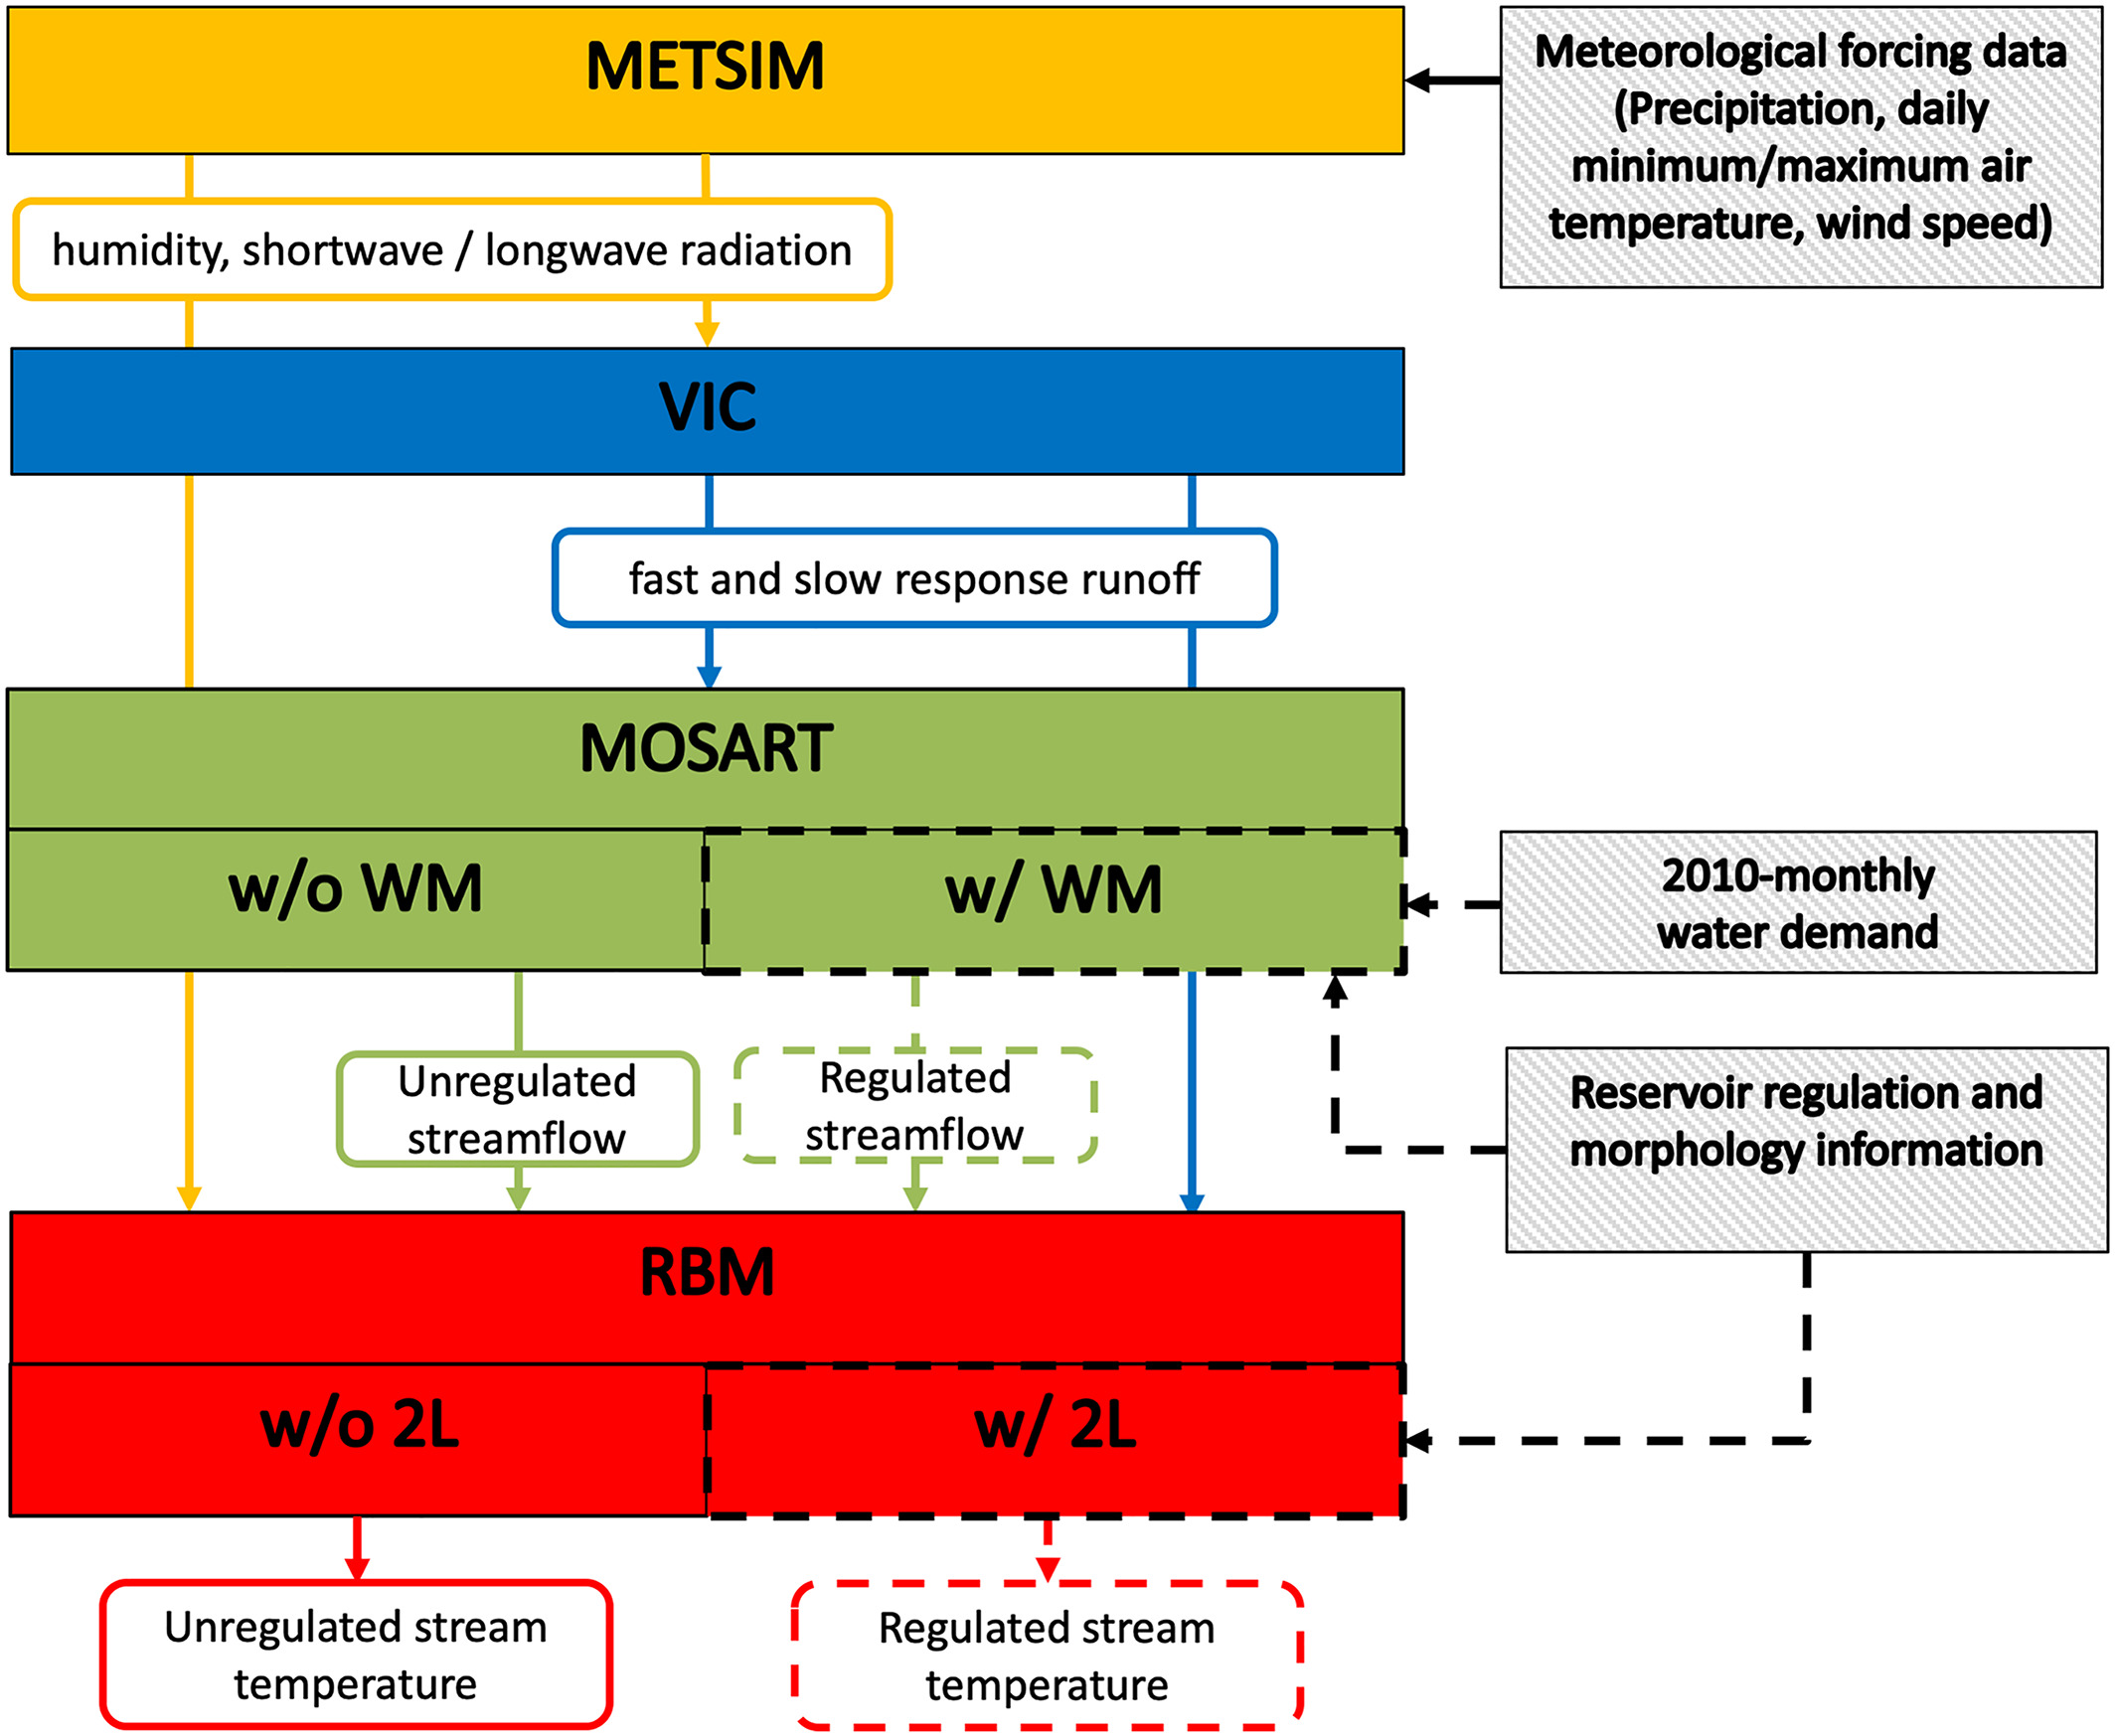 METSIM
Meteorological forcing data
(Precipitation, daily
minimum/maximum air
temperature, wind speed)
humidity, shortwave / longwave radiation
VIC
fast and slow response runoff
MOSART
w/o WM
w/ WM
2010-monthly
water demand
Unregulated
streamflow
Regulated
streamflow
Reservoir regulation and
morphology information
RBM
w/o 2L
w/ 2L
Unregulated stream
temperature
Regulated stream
temperature